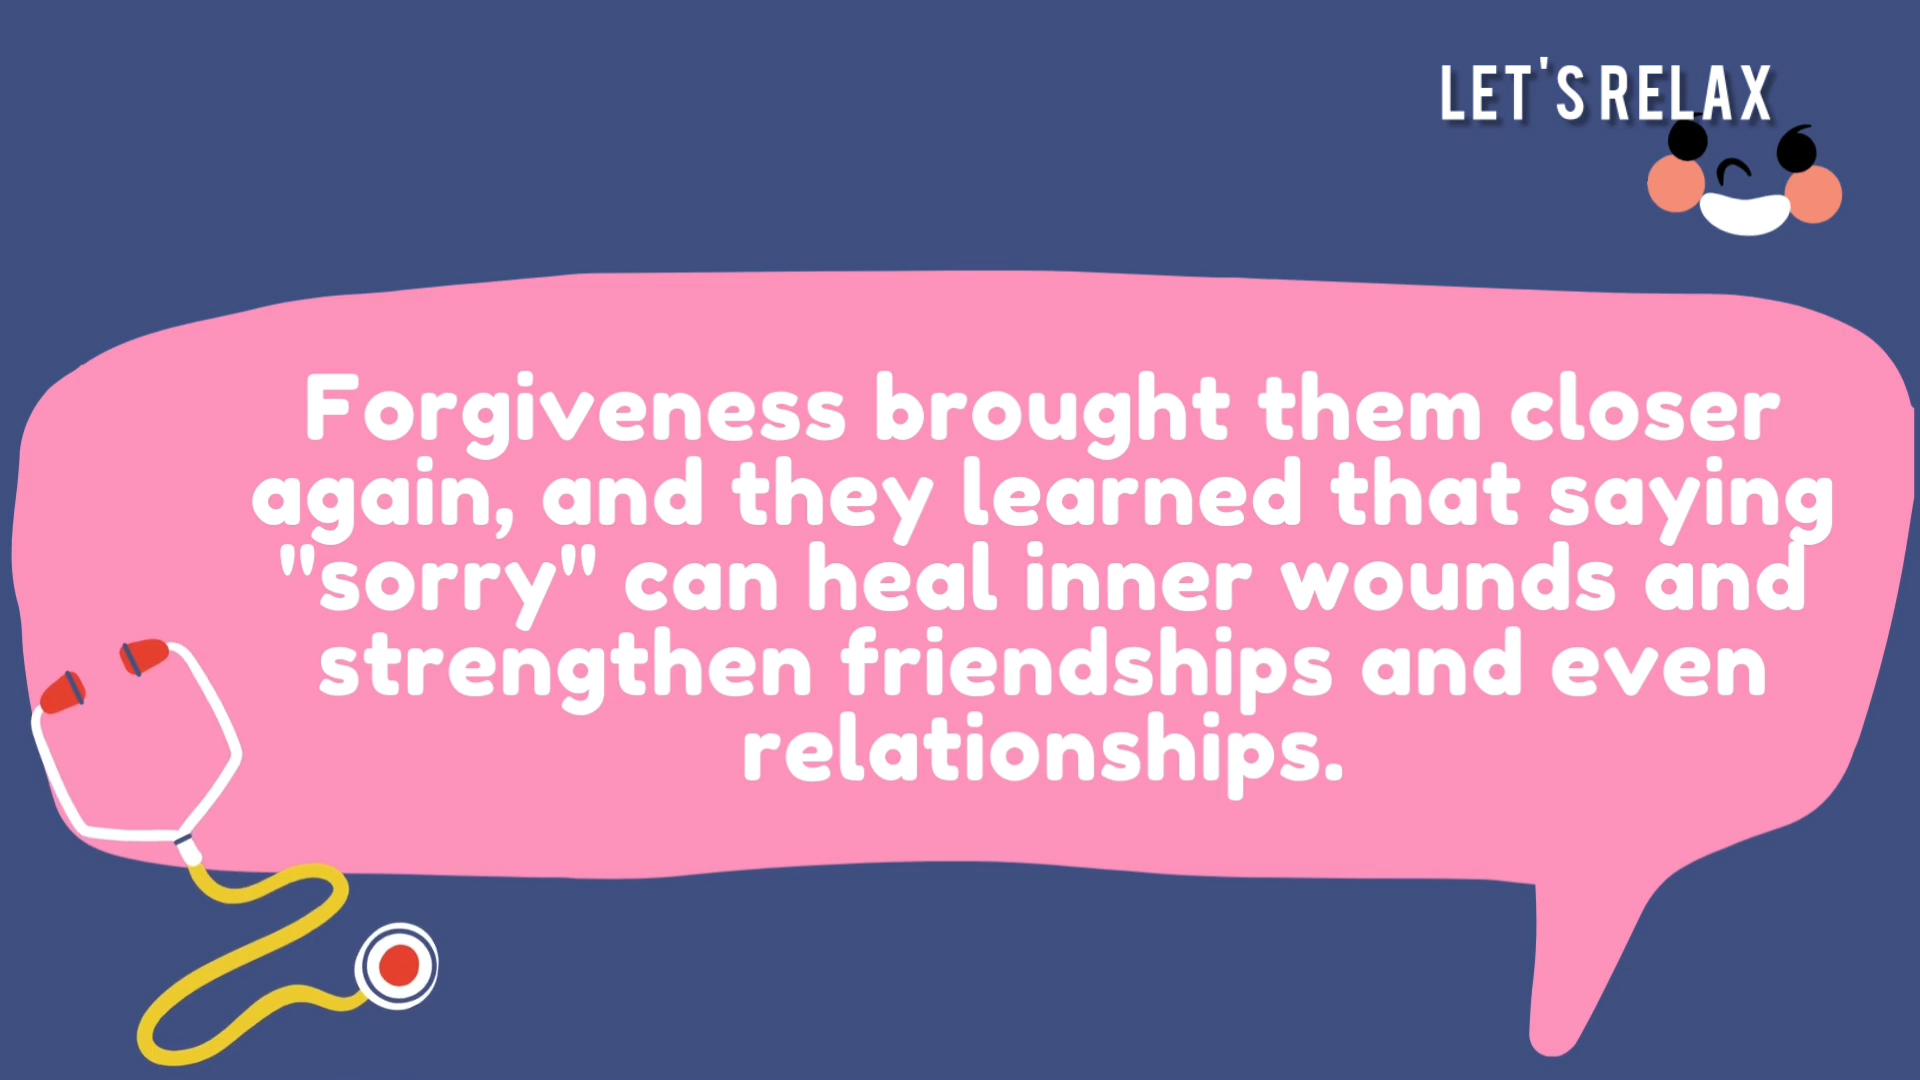 LET'S RELAX
Forgiveness brought them closer
again, and they learned that saying
"sorry" can heal inner wounds and
strengthen friendships and even
relationships.